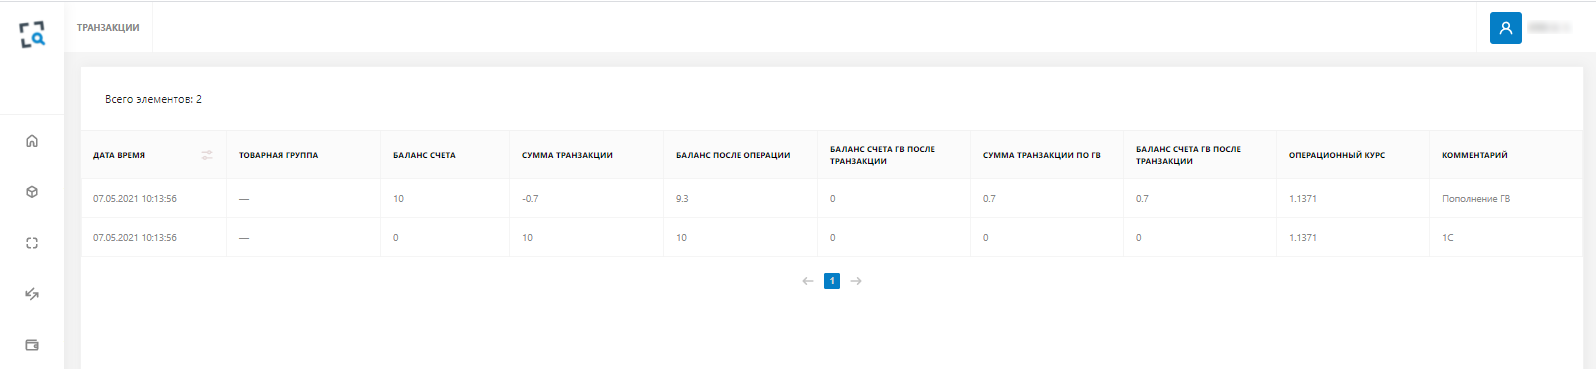 ТРАНЗАКЦИИ
Всего элементов: 2
ДАТА ВРЕМЯ ТОВАРНАЯ ГРУППА БАЛАНС СЧЕТА СУММА ТРАНЗАКЦИИ БАЛАНС ПОСЛЕ ОПЕРАЦИИ БАЛАНС СЧЕТА ГВ ПОСЛЕ ТРАНЗАКЦИИ СУММА ТРАНЗАКЦИИ ПО ГВ БАЛАНС СЧЕТА ГВ ПОСЛЕ ТРАНЗАКЦИИ ОПЕРАЦИОННЫЙ КУРС КОММЕНТАРИЙ
07.05.2021 10:13:56 — 10 -0.7 9.3 0 0.7 0.7 1.1371 Пополнение ГВ
07.05.2021 10:13:56 — 0 10 10 0 0 0 1.1371 1С
1